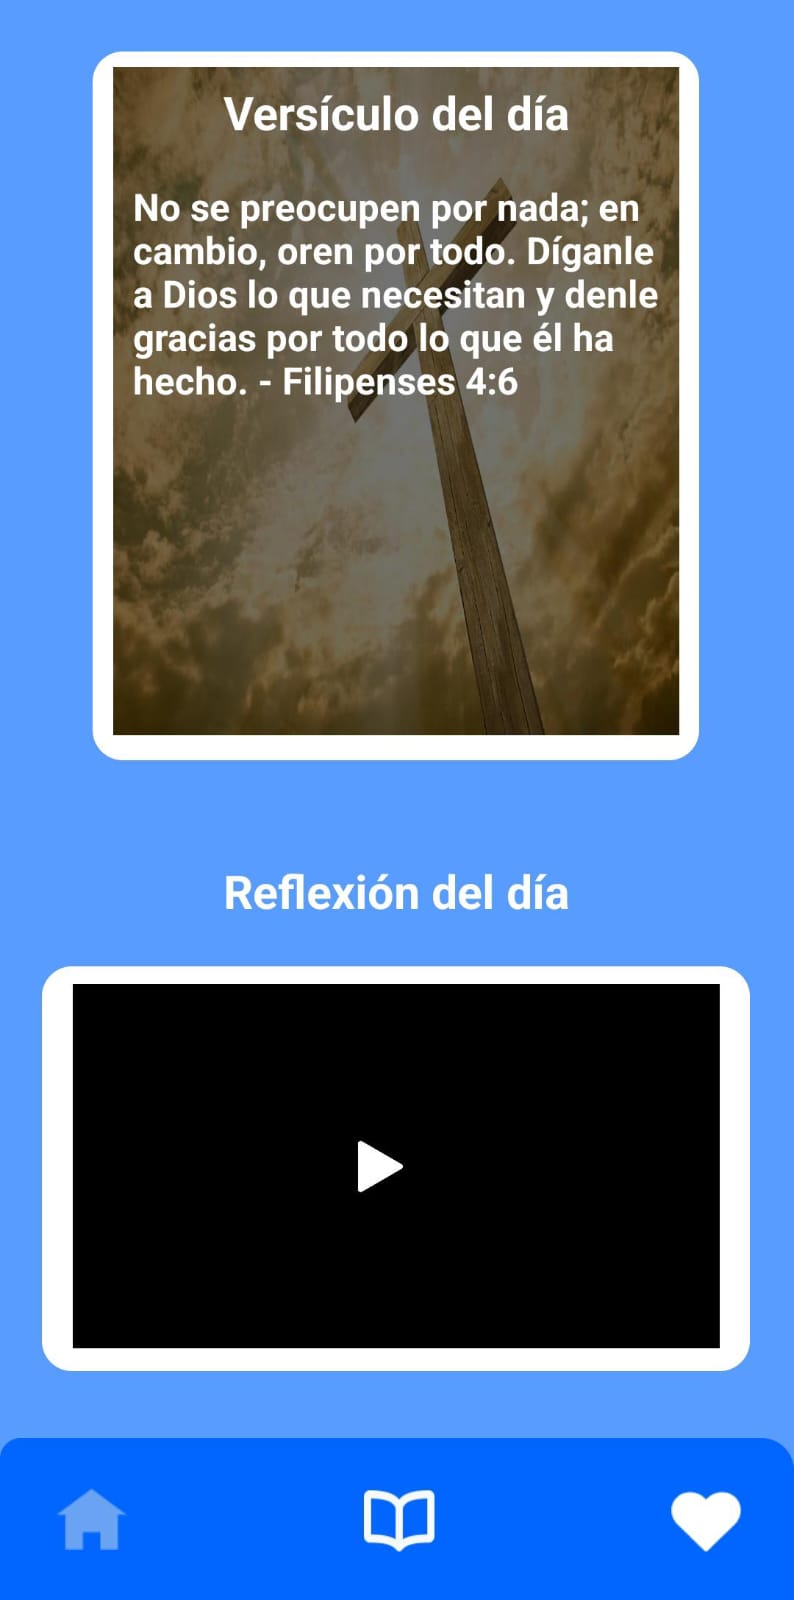 Versículo del día
No se preocupen por nada; en
cambio, oren por todo. Díganle
a Dios lo que necesitan y denle
gracias por todo lo que él ha
hecho. - Filipenses 4:6
Reflexión del día